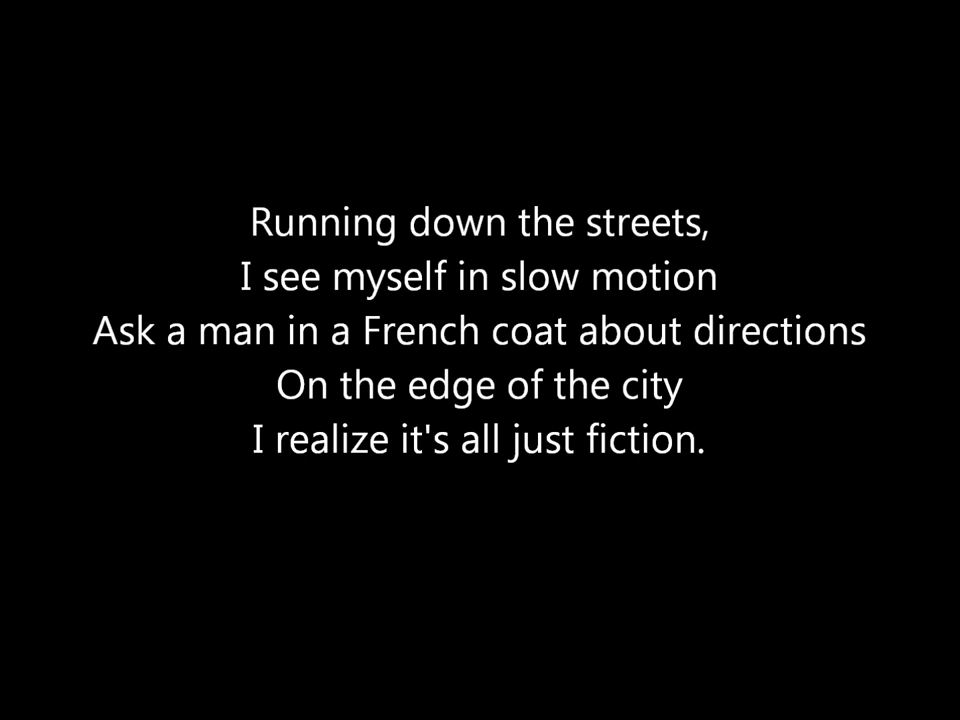 Running down the streets,
I see myself in slow motion
Ask a man in a French coat about directions
On the edge of the city
I realize it's all just fiction.